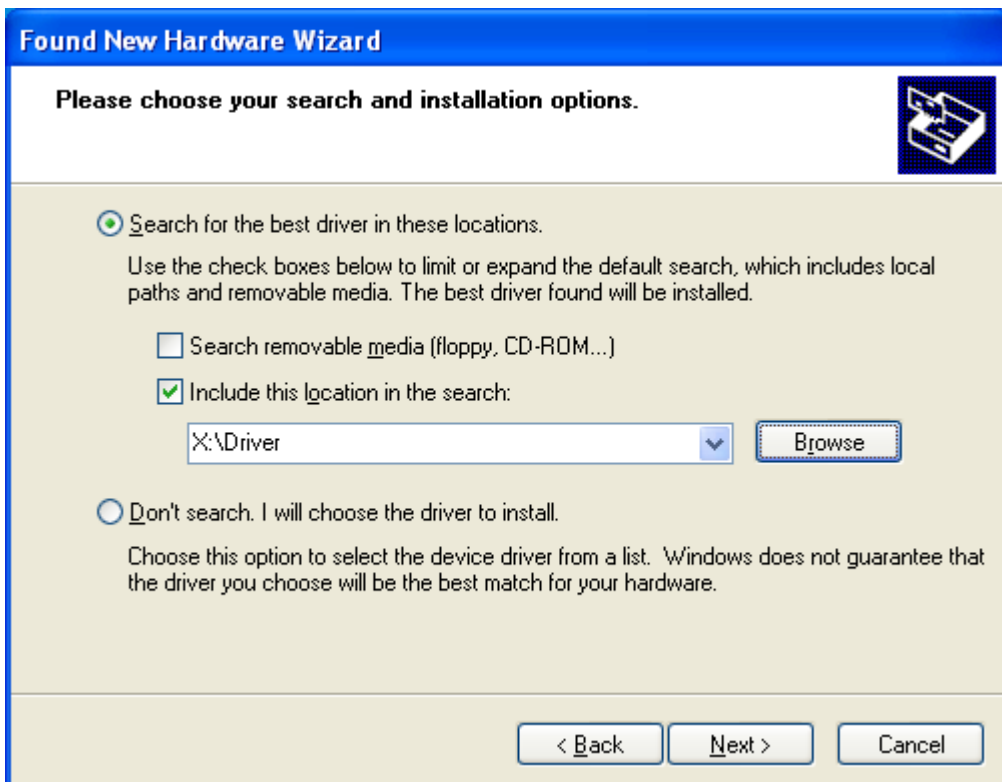 Found New Hardware Wizard
Please choose your search and installation options.
Search for the best driver in these locations.
Use the check boxes below to limit or expand the default search, which includes local
paths and removable media. The best driver found will be installed.
Search removable media (floppy, CD-ROM...)
Include this location in the search:
X:\Driver
Browse
Don't search. I will choose the driver to install.
Choose this option to select the device driver from a list.  Windows does not guarantee that
the driver you choose will be the best match for your hardware.
< Back
Next >
Cancel